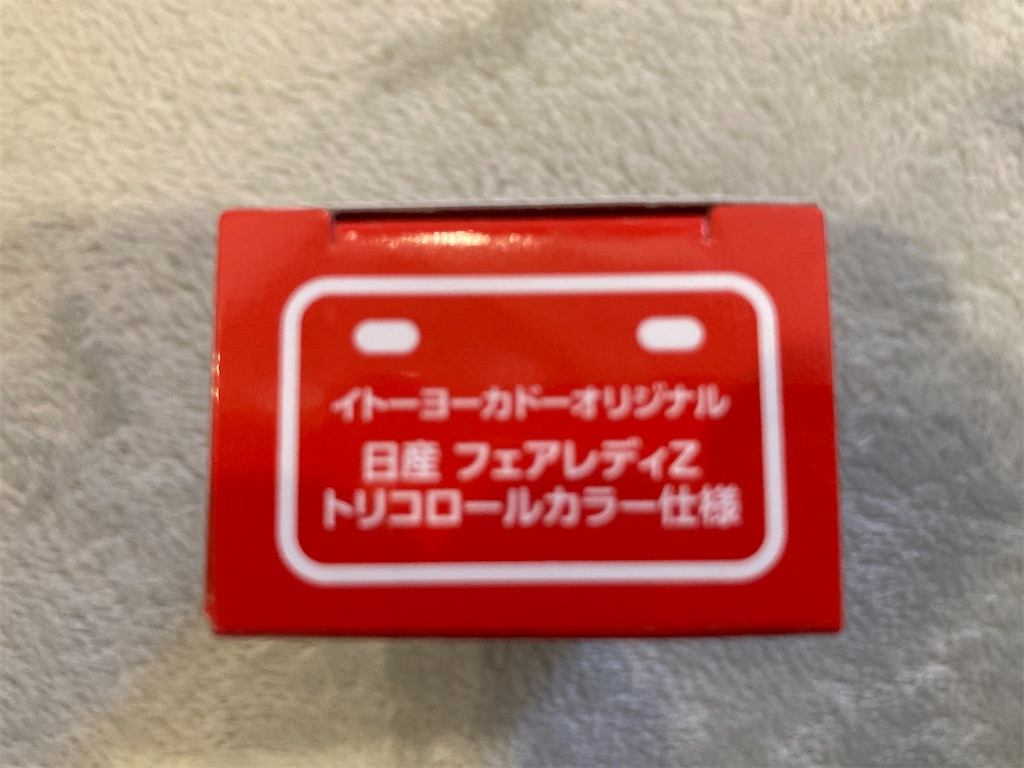 イトーヨーカドーオリジナル
日産 フェアレディZ
トリコロールカラー仕様